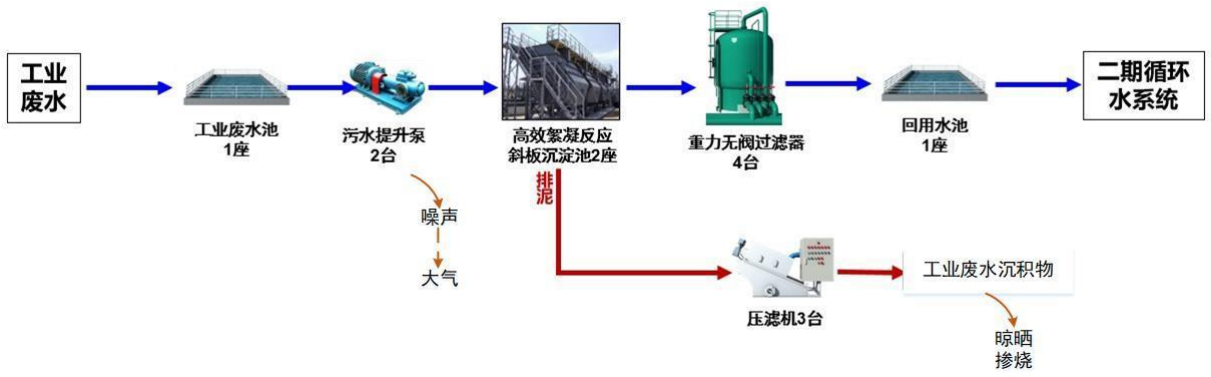 工业
废水
工业废水池
1座
污水提升泵
2台
高效絮凝反应
斜板沉淀池2座
重力无阀过滤器
4台
回用水池
1座
二期循环
水系统
排
泥
噪声
大气
压滤机3台
工业废水沉积物
晾晒
掺烧